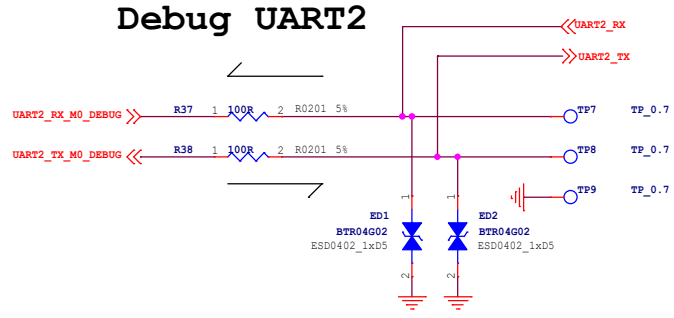 Debug UART2
UART2_RX
UART2_TX
UART2_RX_M0_DEBUG R37 1 100R 2 R0201 5% TP7 TP_0.7
UART2_TX_M0_DEBUG R38 1 100R 2 R0201 5% TP8 TP_0.7
TP9 TP_0.7
1 1
ED1 ED2
BTR04G02 BTR04G02
ESD0402_1xD5 ESD0402_1xD5
2 2